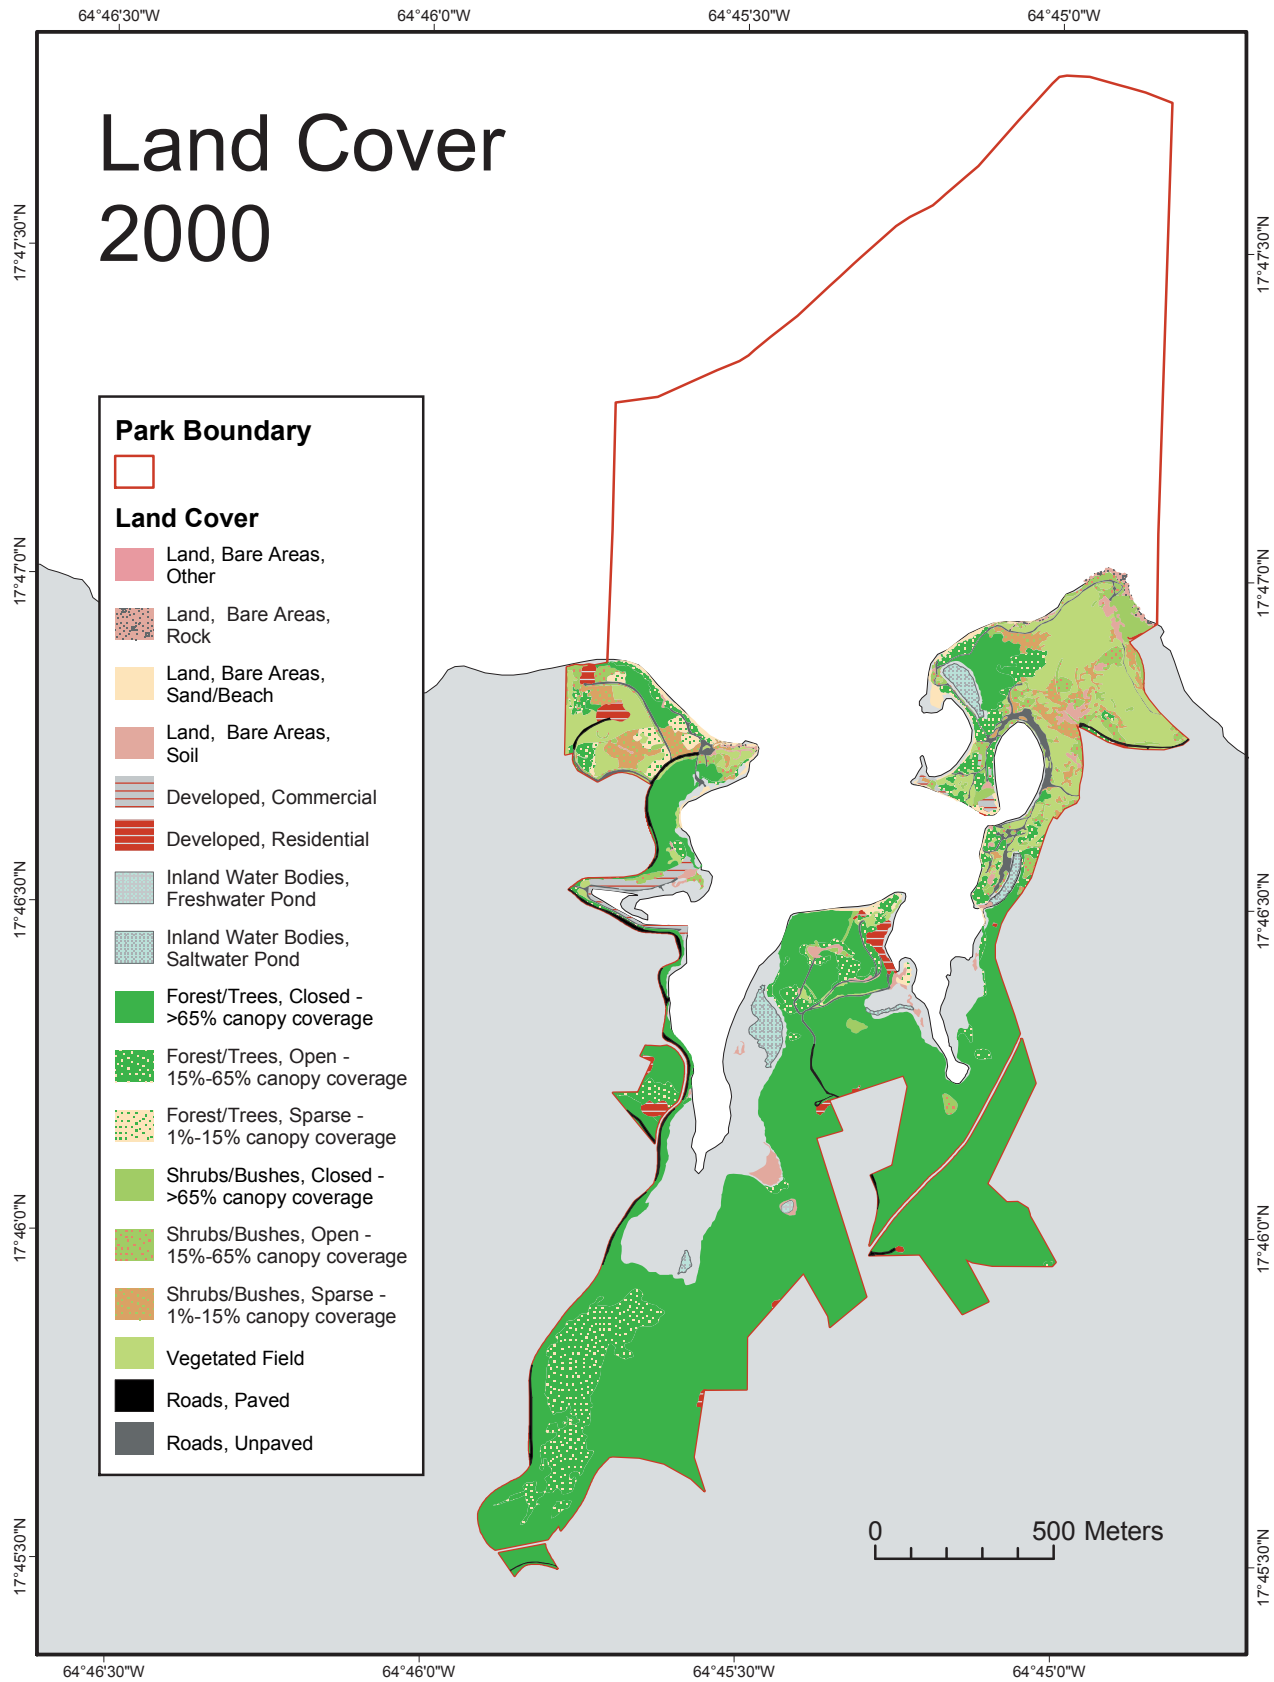 64°46'30"W
64°46'0"W
64°45'30"W
64°45'0"W
Land Cover
2000
17°47'30"N
17°47'30"N
Park Boundary
Land Cover
Land, Bare Areas,
Other
17°47'0"N
17°47'0"N
Land, Bare Areas,
Rock
Land, Bare Areas,
Sand/Beach
Land, Bare Areas,
Soil
Developed, Commercial
Developed, Residential
Inland Water Bodies,
Freshwater Pond
17°46'30"N
17°46'30"N
Inland Water Bodies,
Saltwater Pond
Forest/Trees, Closed -
>65% canopy coverage
Forest/Trees, Open -
15%-65% canopy coverage
Forest/Trees, Sparse -
1%-15% canopy coverage
Shrubs/Bushes, Closed -
>65% canopy coverage
17°46'0"N
17°46'0"N
Shrubs/Bushes, Open -
15%-65% canopy coverage
Shrubs/Bushes, Sparse -
1%-15% canopy coverage
Vegetated Field
Roads, Paved
Roads, Unpaved
0 500 Meters
17°45'30"N
17°45'30"N
64°46'30"W
64°46'0"W
64°45'30"W
64°45'0"W